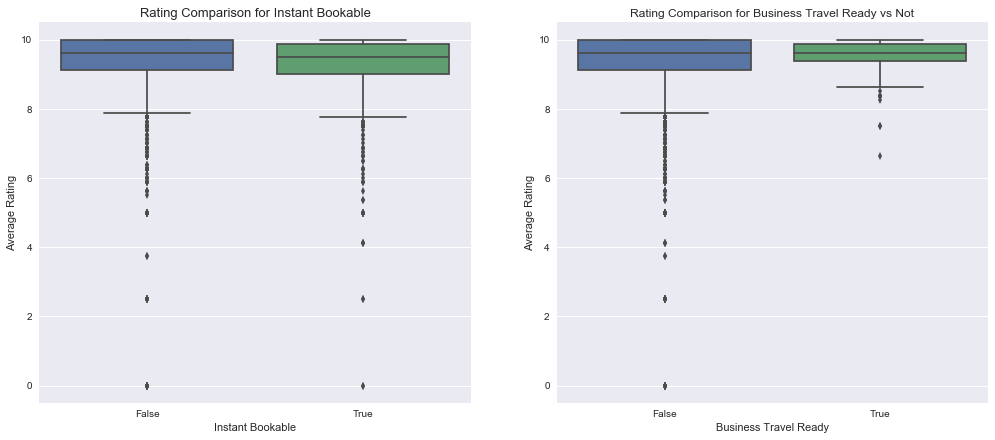 Rating Comparison for Instant Bookable
10
8
6
4
2
0
Average Rating
False
True
Instant Bookable
Rating Comparison for Business Travel Ready vs Not
10
8
6
4
2
0
Average Rating
False
True
Business Travel Ready